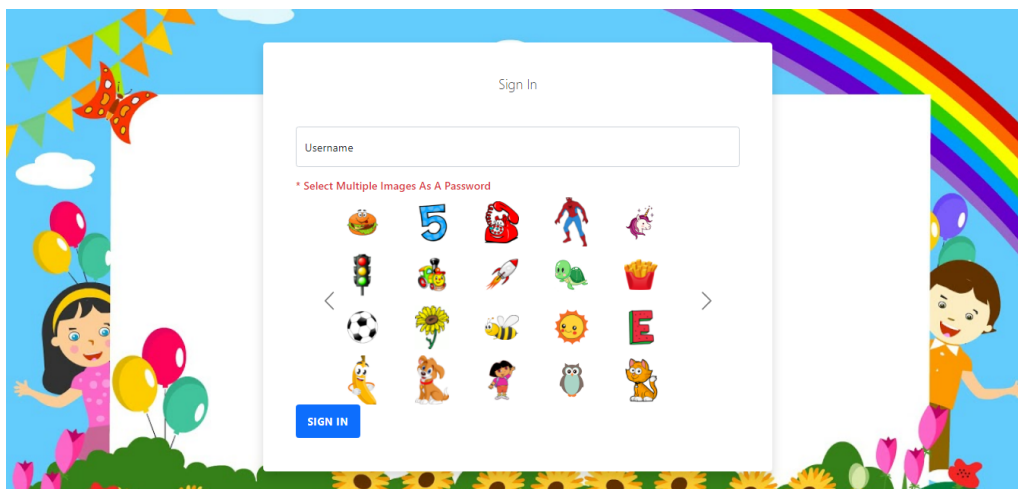 Sign In
Username
* Select Multiple Images As A Password
5
E
SIGN IN